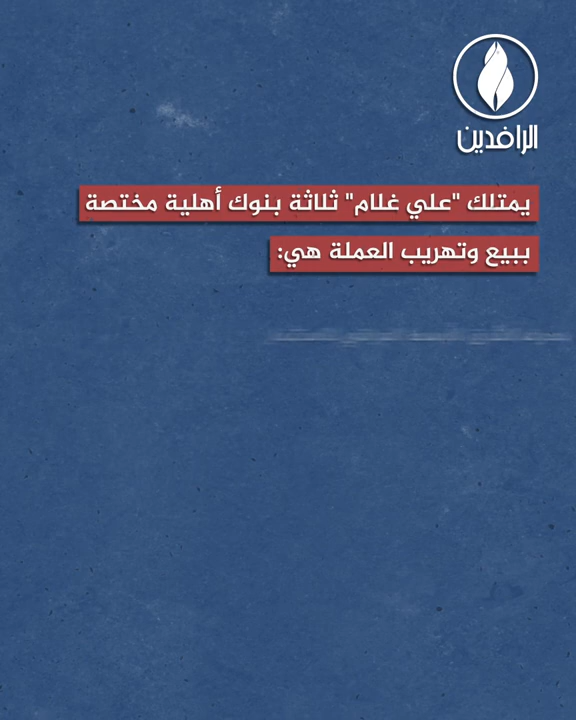 الرافدين
يمتلك "علي غلام" ثلاثة بنوك أهلية مختصة
ببيع وتهريب العملة هي: